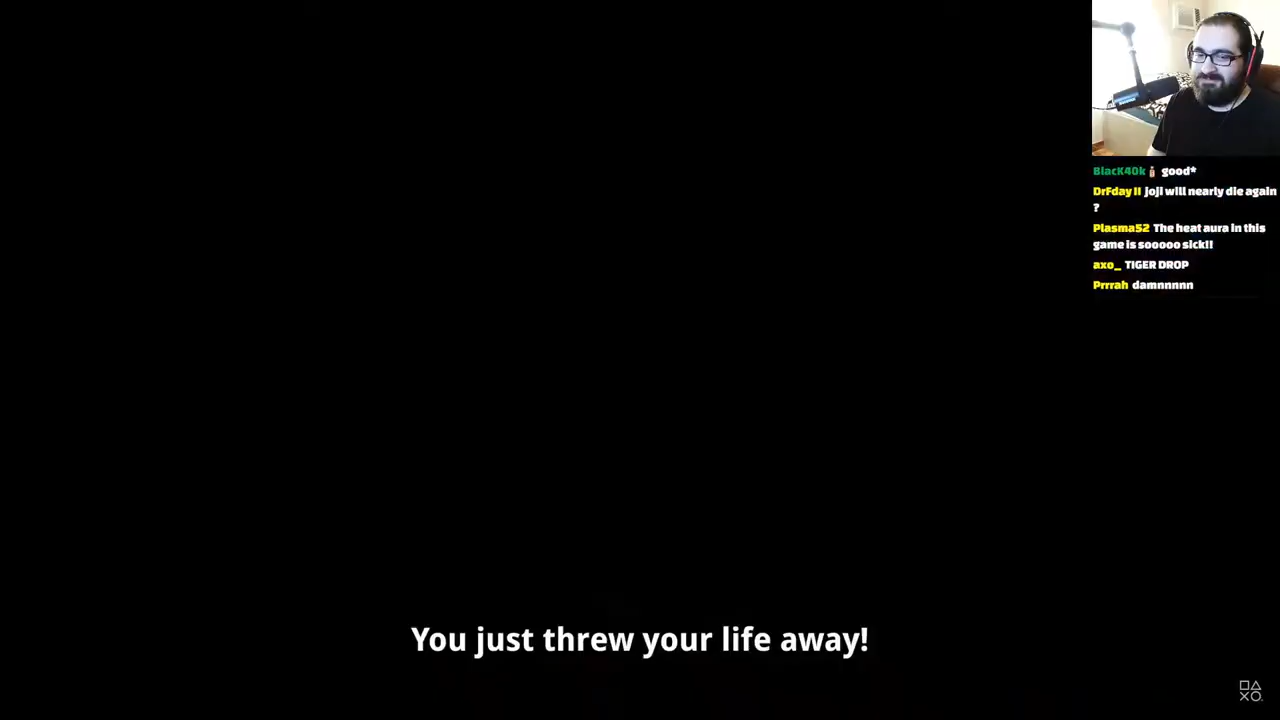 BlacK40k good*
DrFday II joji will nearly die again
?
Plasma52 The heat aura in this
game is sooooo sick!!
axo_ TIGER DROP
Prrrah damnnnnn
You just threw your life away!